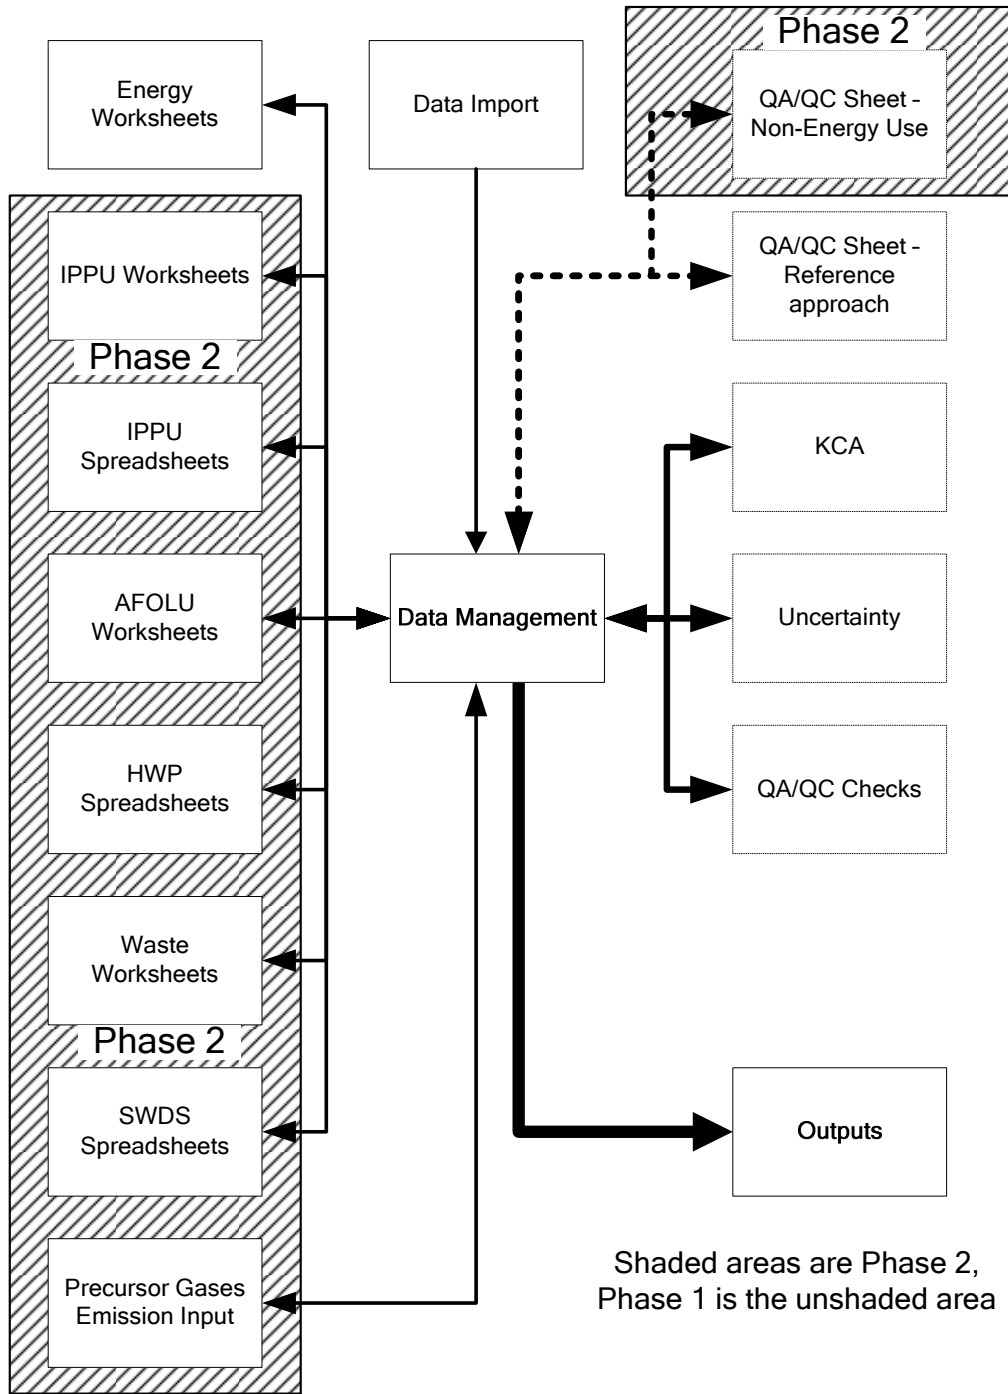 Phase 2
Energy
Worksheets
Data Import
QA/QC Sheet –
Non-Energy Use
IPPU Worksheets
QA/QC Sheet –
Reference
approach
Phase 2
IPPU
Spreadsheets
KCA
AFOLU
Worksheets
Data Management
Uncertainty
HWP
Spreadsheets
QA/QC Checks
Waste
Worksheets
Phase 2
SWDS
Spreadsheets
Outputs
Precursor Gases
Emission Input
Shaded areas are Phase 2,
Phase 1 is the unshaded area